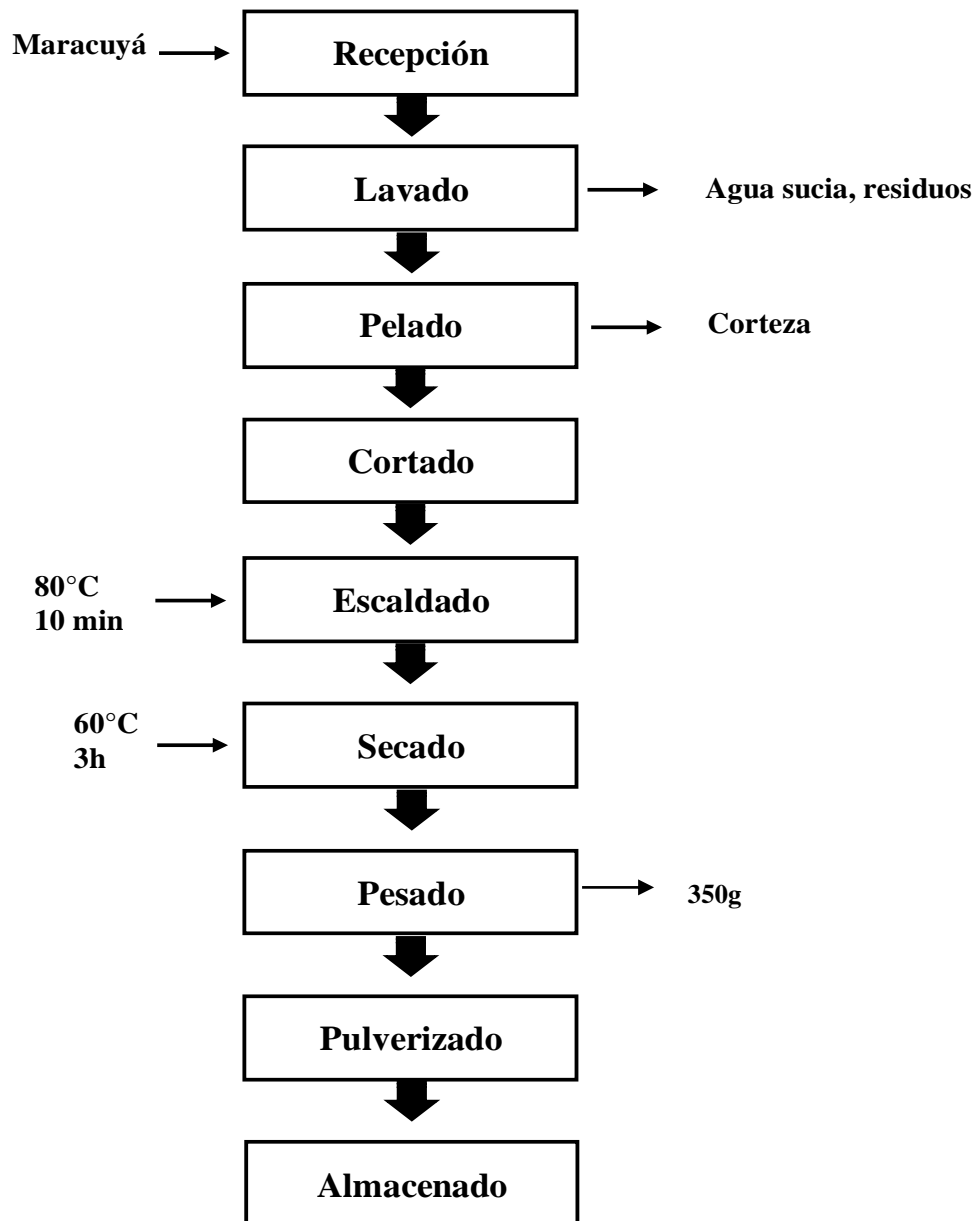 Maracuyá
Recepción
Lavado
Agua sucia, residuos
Pelado
Corteza
Cortado
80°C
10 min
Escaldado
60°C
3h
Secado
Pesado
350g
Pulverizado
Almacenado